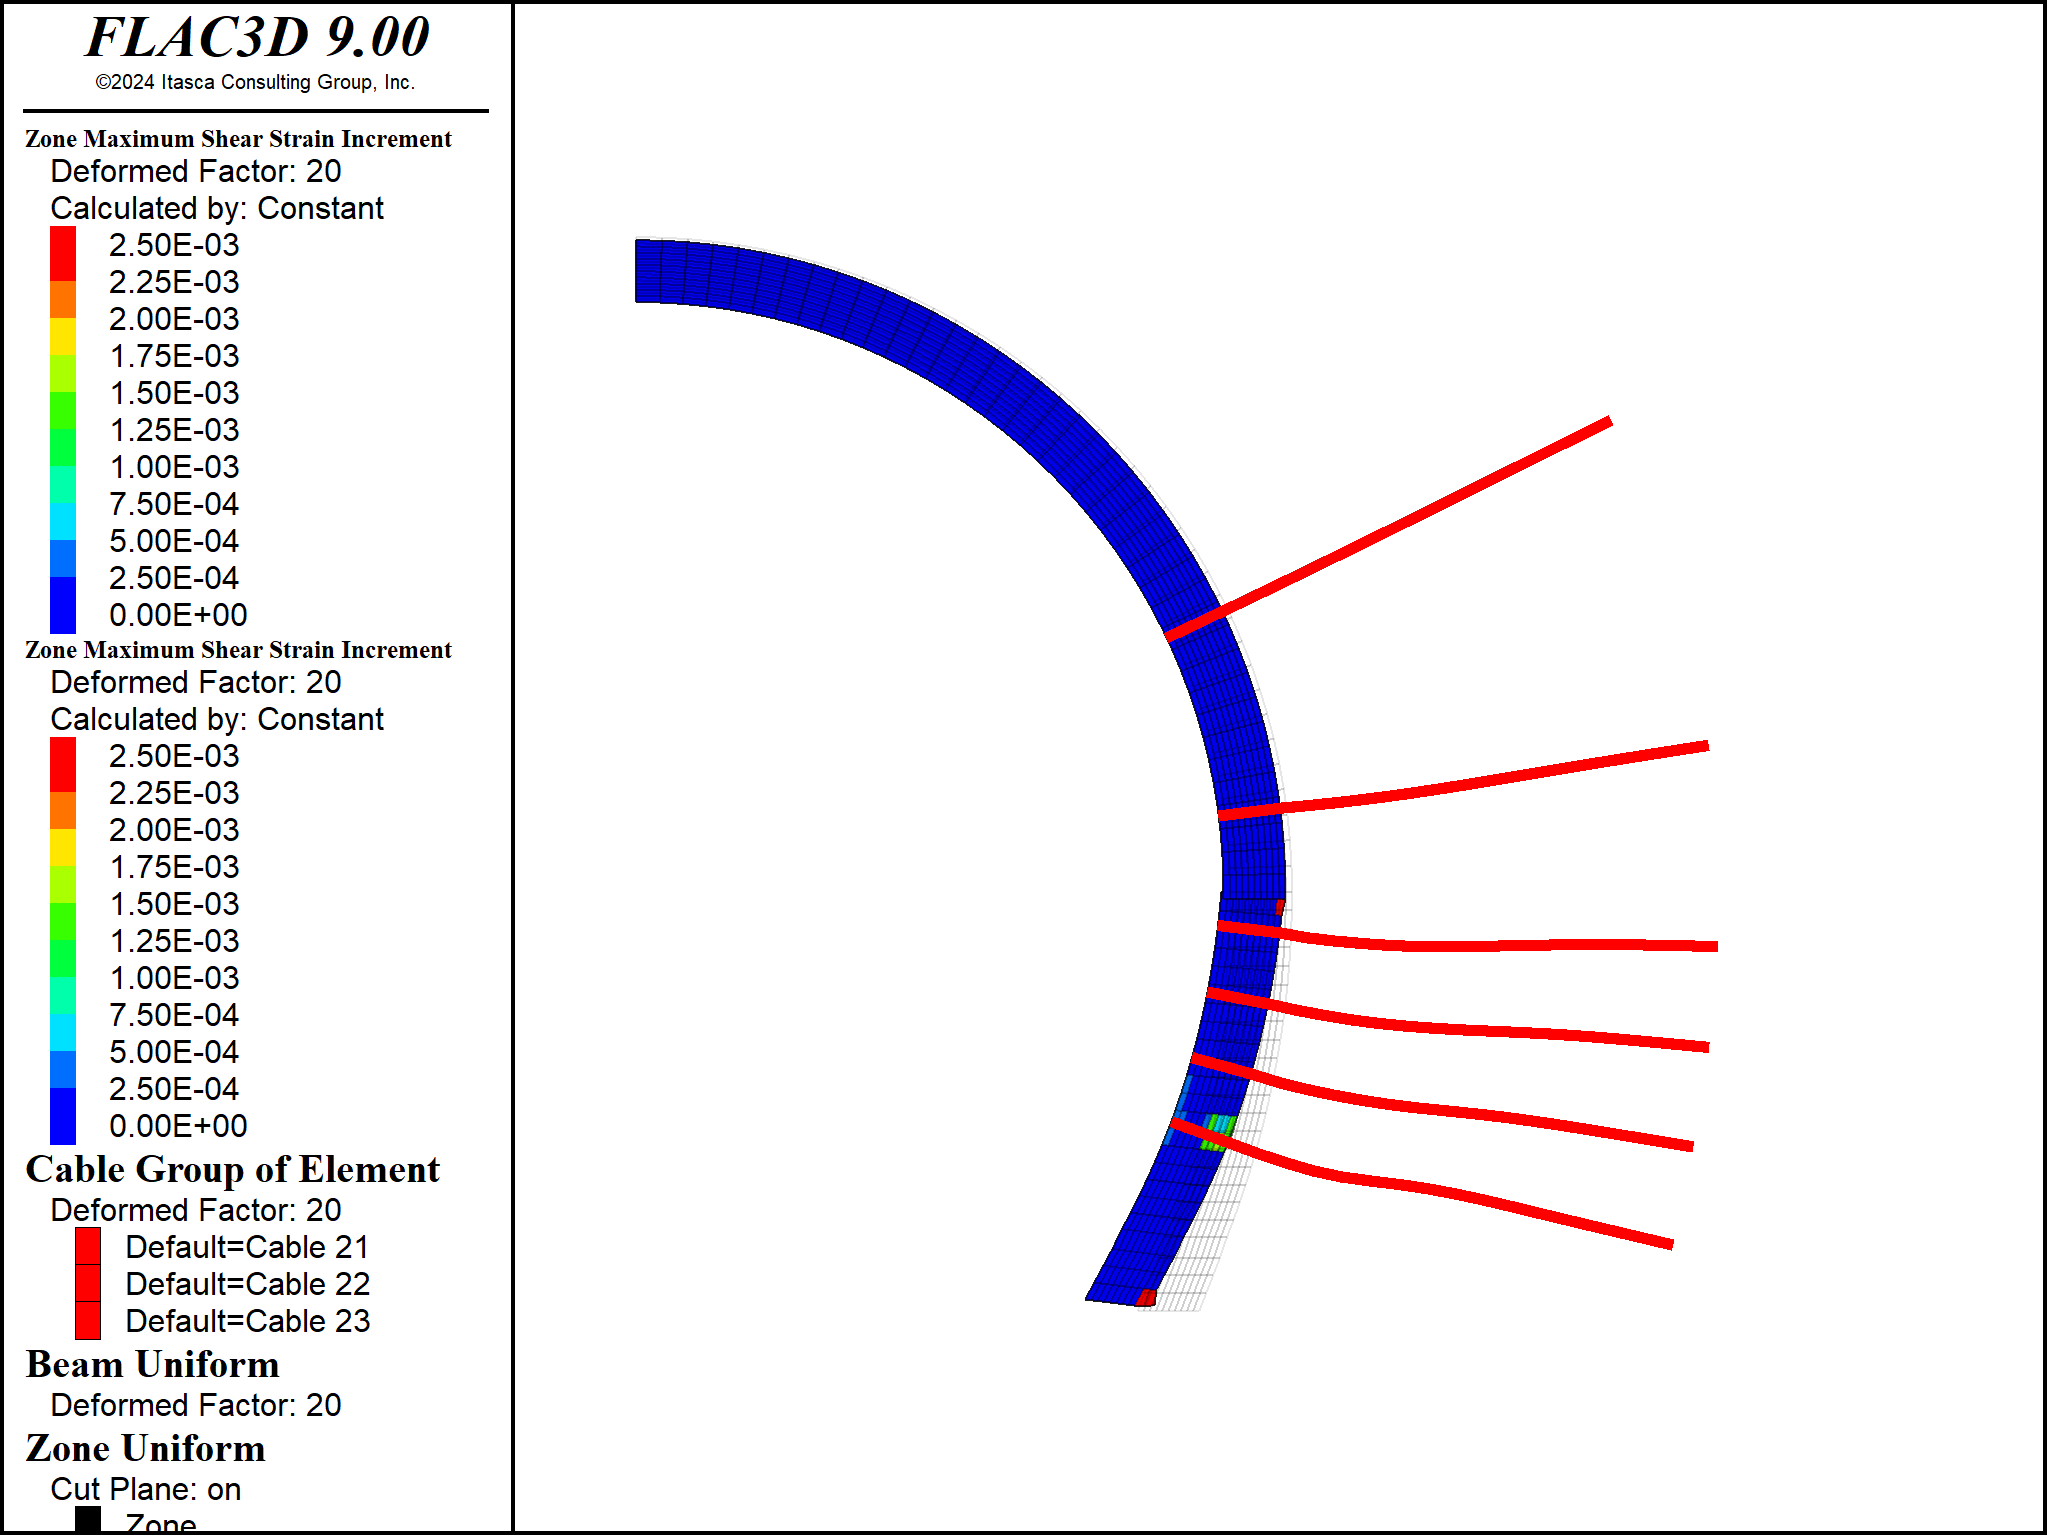 FLAC3D 9.00
©2024 Itasca Consulting Group, Inc.
Zone Maximum Shear Strain Increment
Deformed Factor: 20
Calculated by: Constant
2.50E-03
2.25E-03
2.00E-03
1.75E-03
1.50E-03
1.25E-03
1.00E-03
7.50E-04
5.00E-04
2.50E-04
0.00E+00
Zone Maximum Shear Strain Increment
Deformed Factor: 20
Calculated by: Constant
2.50E-03
2.25E-03
2.00E-03
1.75E-03
1.50E-03
1.25E-03
1.00E-03
7.50E-04
5.00E-04
2.50E-04
0.00E+00
Cable Group of Element
Deformed Factor: 20
Default=Cable 21
Default=Cable 22
Default=Cable 23
Beam Uniform
Deformed Factor: 20
Zone Uniform
Cut Plane: on
Zone